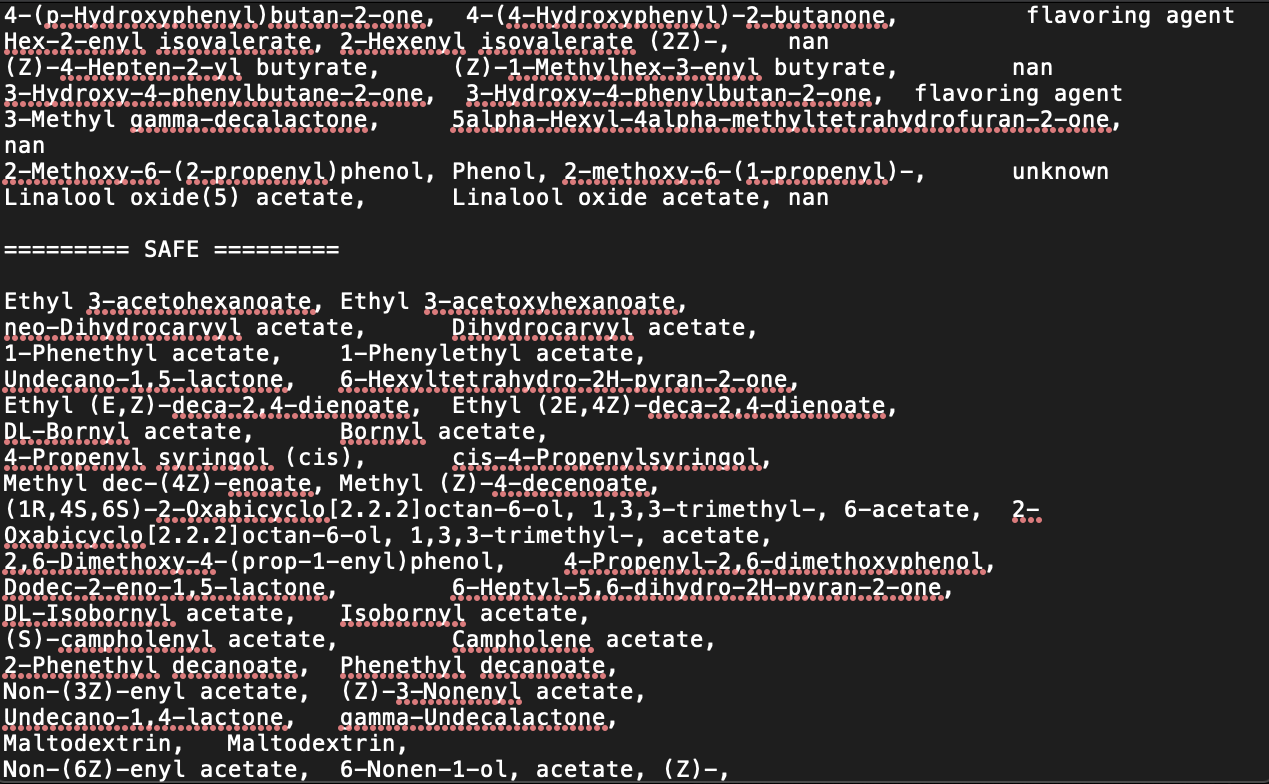 4-(p-Hydroxyphenyl)butan-2-one, 4-(4-Hydroxyphenyl)-2-butanone, flavoring agent
Hex-2-enyl isovalerate, 2-Hexenyl isovalerate (2Z)-, nan
(Z)-4-Hepten-2-yl butyrate, (Z)-1-Methylhex-3-enyl butyrate, nan
3-Hydroxy-4-phenylbutane-2-one, 3-Hydroxy-4-phenylbutan-2-one, flavoring agent
3-Methyl gamma-decalactone, 5alpha-Hexyl-4alpha-methyltetrahydrofuran-2-one,
nan
2-Methoxy-6-(2-propenyl)phenol, Phenol, 2-methoxy-6-(1-propenyl)-, unknown
Linalool oxide(5) acetate, Linalool oxide acetate, nan
========= SAFE =========
Ethyl 3-acetohexanoate, Ethyl 3-acetoxyhexanoate,
neo-Dihydrocarvyl acetate, Dihydrocarvyl acetate,
1-Phenethyl acetate, 1-Phenylethyl acetate,
Undecano-1,5-lactone, 6-Hexyltetrahydro-2H-pyran-2-one,
Ethyl (E,Z)-deca-2,4-dienoate, Ethyl (2E,4Z)-deca-2,4-dienoate,
DL-Bornyl acetate, Bornyl acetate,
4-Propenyl syringol (cis), cis-4-Propenylsyringol,
Methyl dec-(4Z)-enoate, Methyl (Z)-4-decenoate,
(1R,4S,6S)-2-Oxabicyclo[2.2.2]octan-6-ol, 1,3,3-trimethyl-, 6-acetate, 2-
Oxabicyclo[2.2.2]octan-6-ol, 1,3,3-trimethyl-, acetate,
2,6-Dimethoxy-4-(prop-1-enyl)phenol, 4-Propenyl-2,6-dimethoxyphenol,
Dodec-2-eno-1,5-lactone, 6-Heptyl-5,6-dihydro-2H-pyran-2-one,
DL-Isobornyl acetate, Isobornyl acetate,
(S)-campholenyl acetate, Campholene acetate,
2-Phenethyl decanoate, Phenethyl decanoate,
Non-(3Z)-enyl acetate, (Z)-3-Nonenyl acetate,
Undecano-1,4-lactone, gamma-Undecalactone,
Maltodextrin, Maltodextrin,
Non-(6Z)-enyl acetate, 6-Nonen-1-ol, acetate, (Z)-,